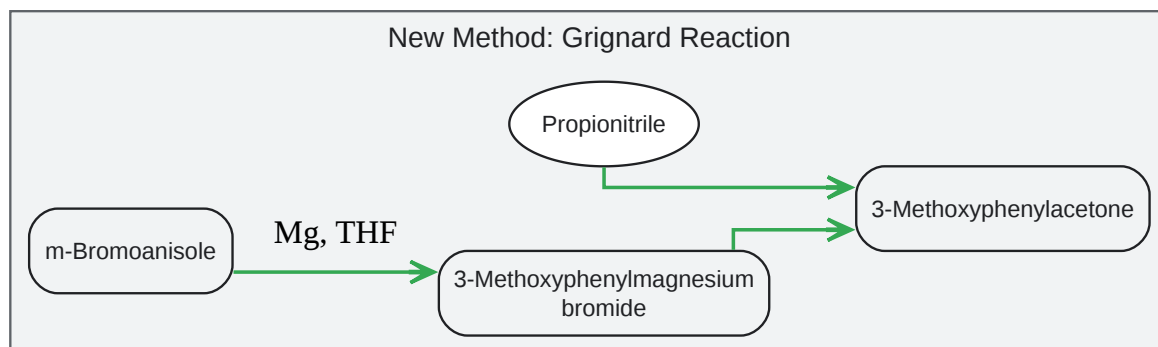 New Method: Grignard Reaction
Propionitrile
3-Methoxyphenylacetone
m-Bromoanisole
Mg, THF
3-Methoxyphenylmagnesium
bromide